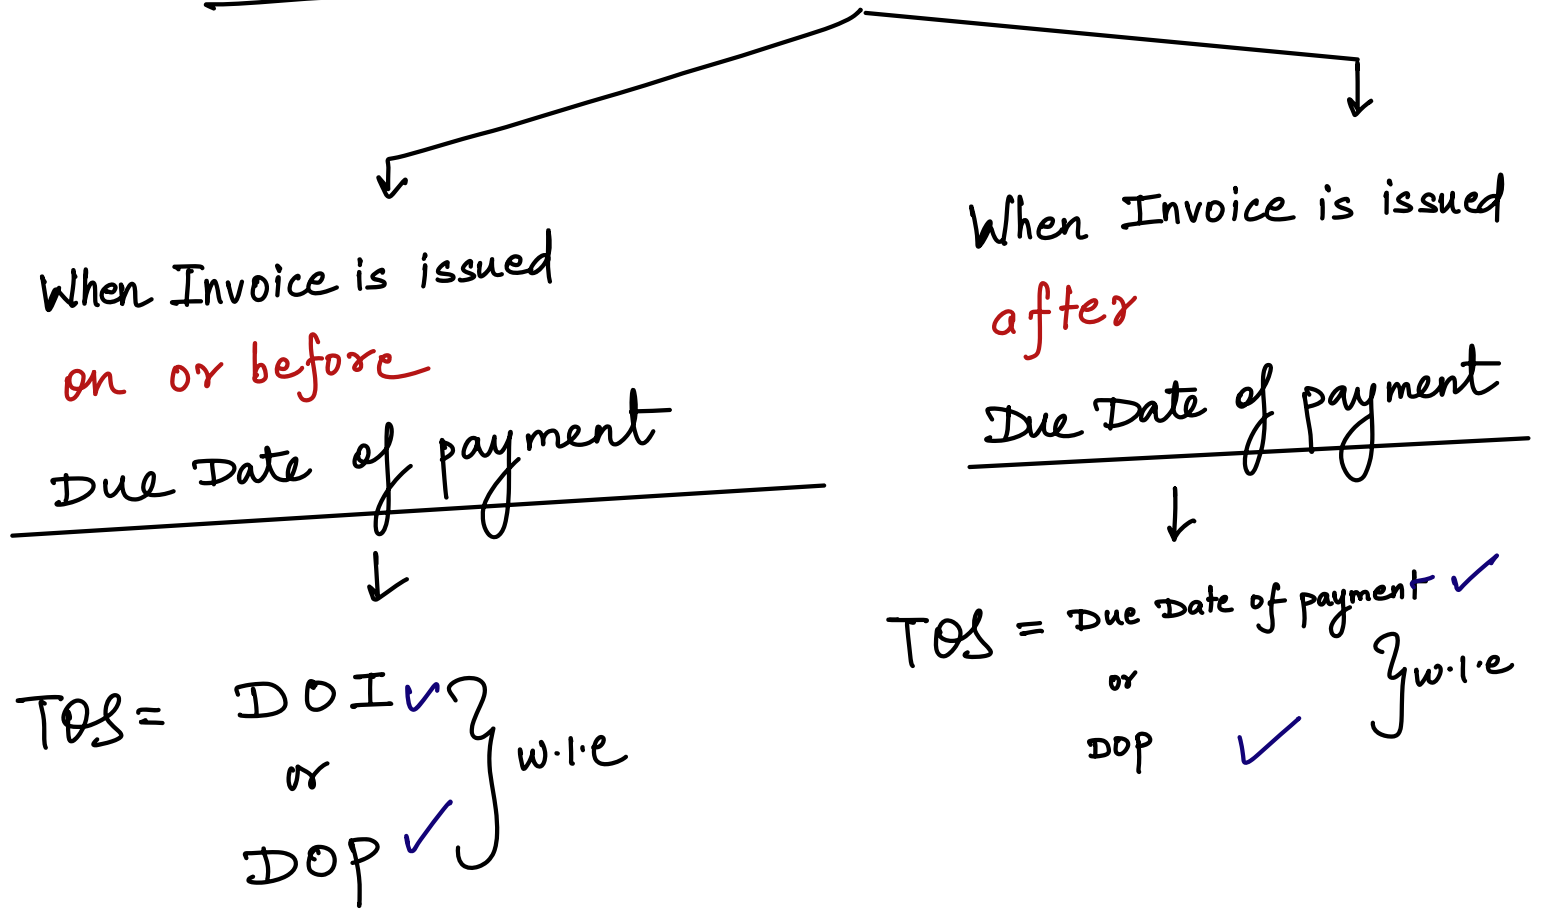 When Invoice is issued
on or before
Due Date of payment
TOS = DOI
or
DOP
w.i.e
When Invoice is issued
after
Due Date of payment
TOS = Due Date of payment
or
DOP
w.i.e